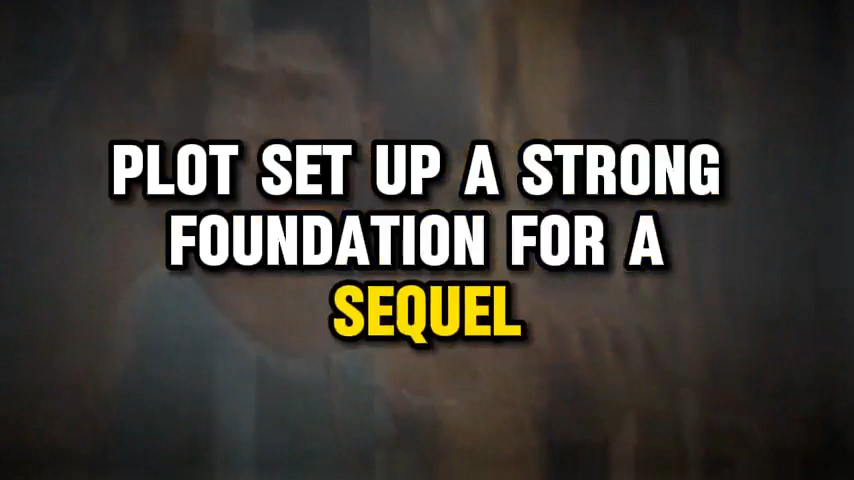 PLOT SET UP A STRONG
FOUNDATION FOR A
SEQUEL